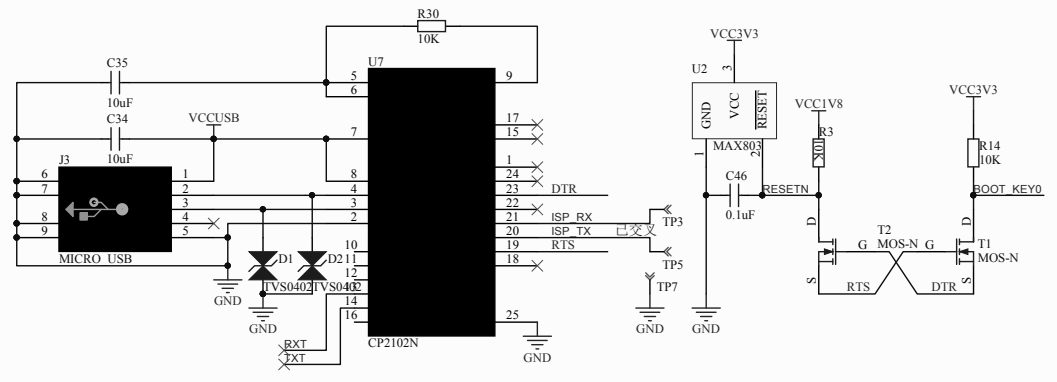 R30
10K
U7
C35
10uF
C34
10uF
VCCUSB
J3
MICRO_USB
6
7
8
9
1
2
3
4
5
D1
D2
TVS0402
TVS0402
GND
GND
5
6
7
8
4
3
2
10
11
12
13
14
16
RXT
TXT
9
17
15
1
24
23
22
21
20
19
18
25
CP2102N
DTR
ISP_RX
ISP_TX
已交叉
RTS
TP3
TP5
TP7
GND
GND
VCC3V3
U2
3
GND
VCC
RESET
MAX803
1
2
C46
0.1uF
GND
RESETN
VCC1V8
R3
10K
VCC3V3
R14
10K
BOOT_KEY0
D
T2
MOS-N
G
S
RTS
D
T1
MOS-N
G
S
DTR